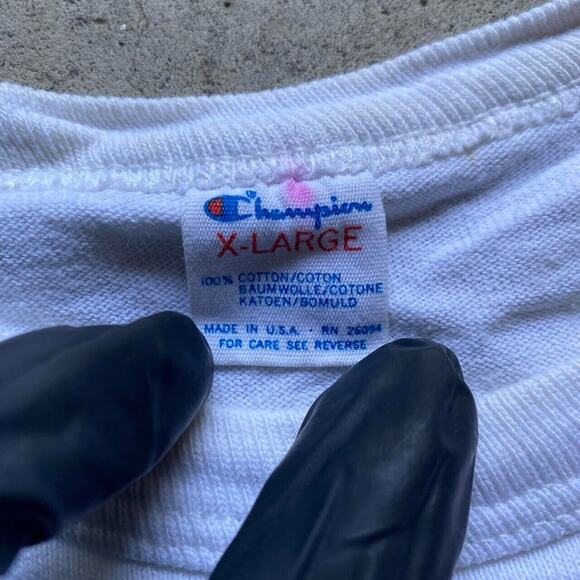 Champion
X-LARGE
100% COTTON/COTON
BAUMWOLLE/COTONE
KATOEN/BOMULD
MADE IN U.S.A. · RN 26094
FOR CARE SEE REVERSE